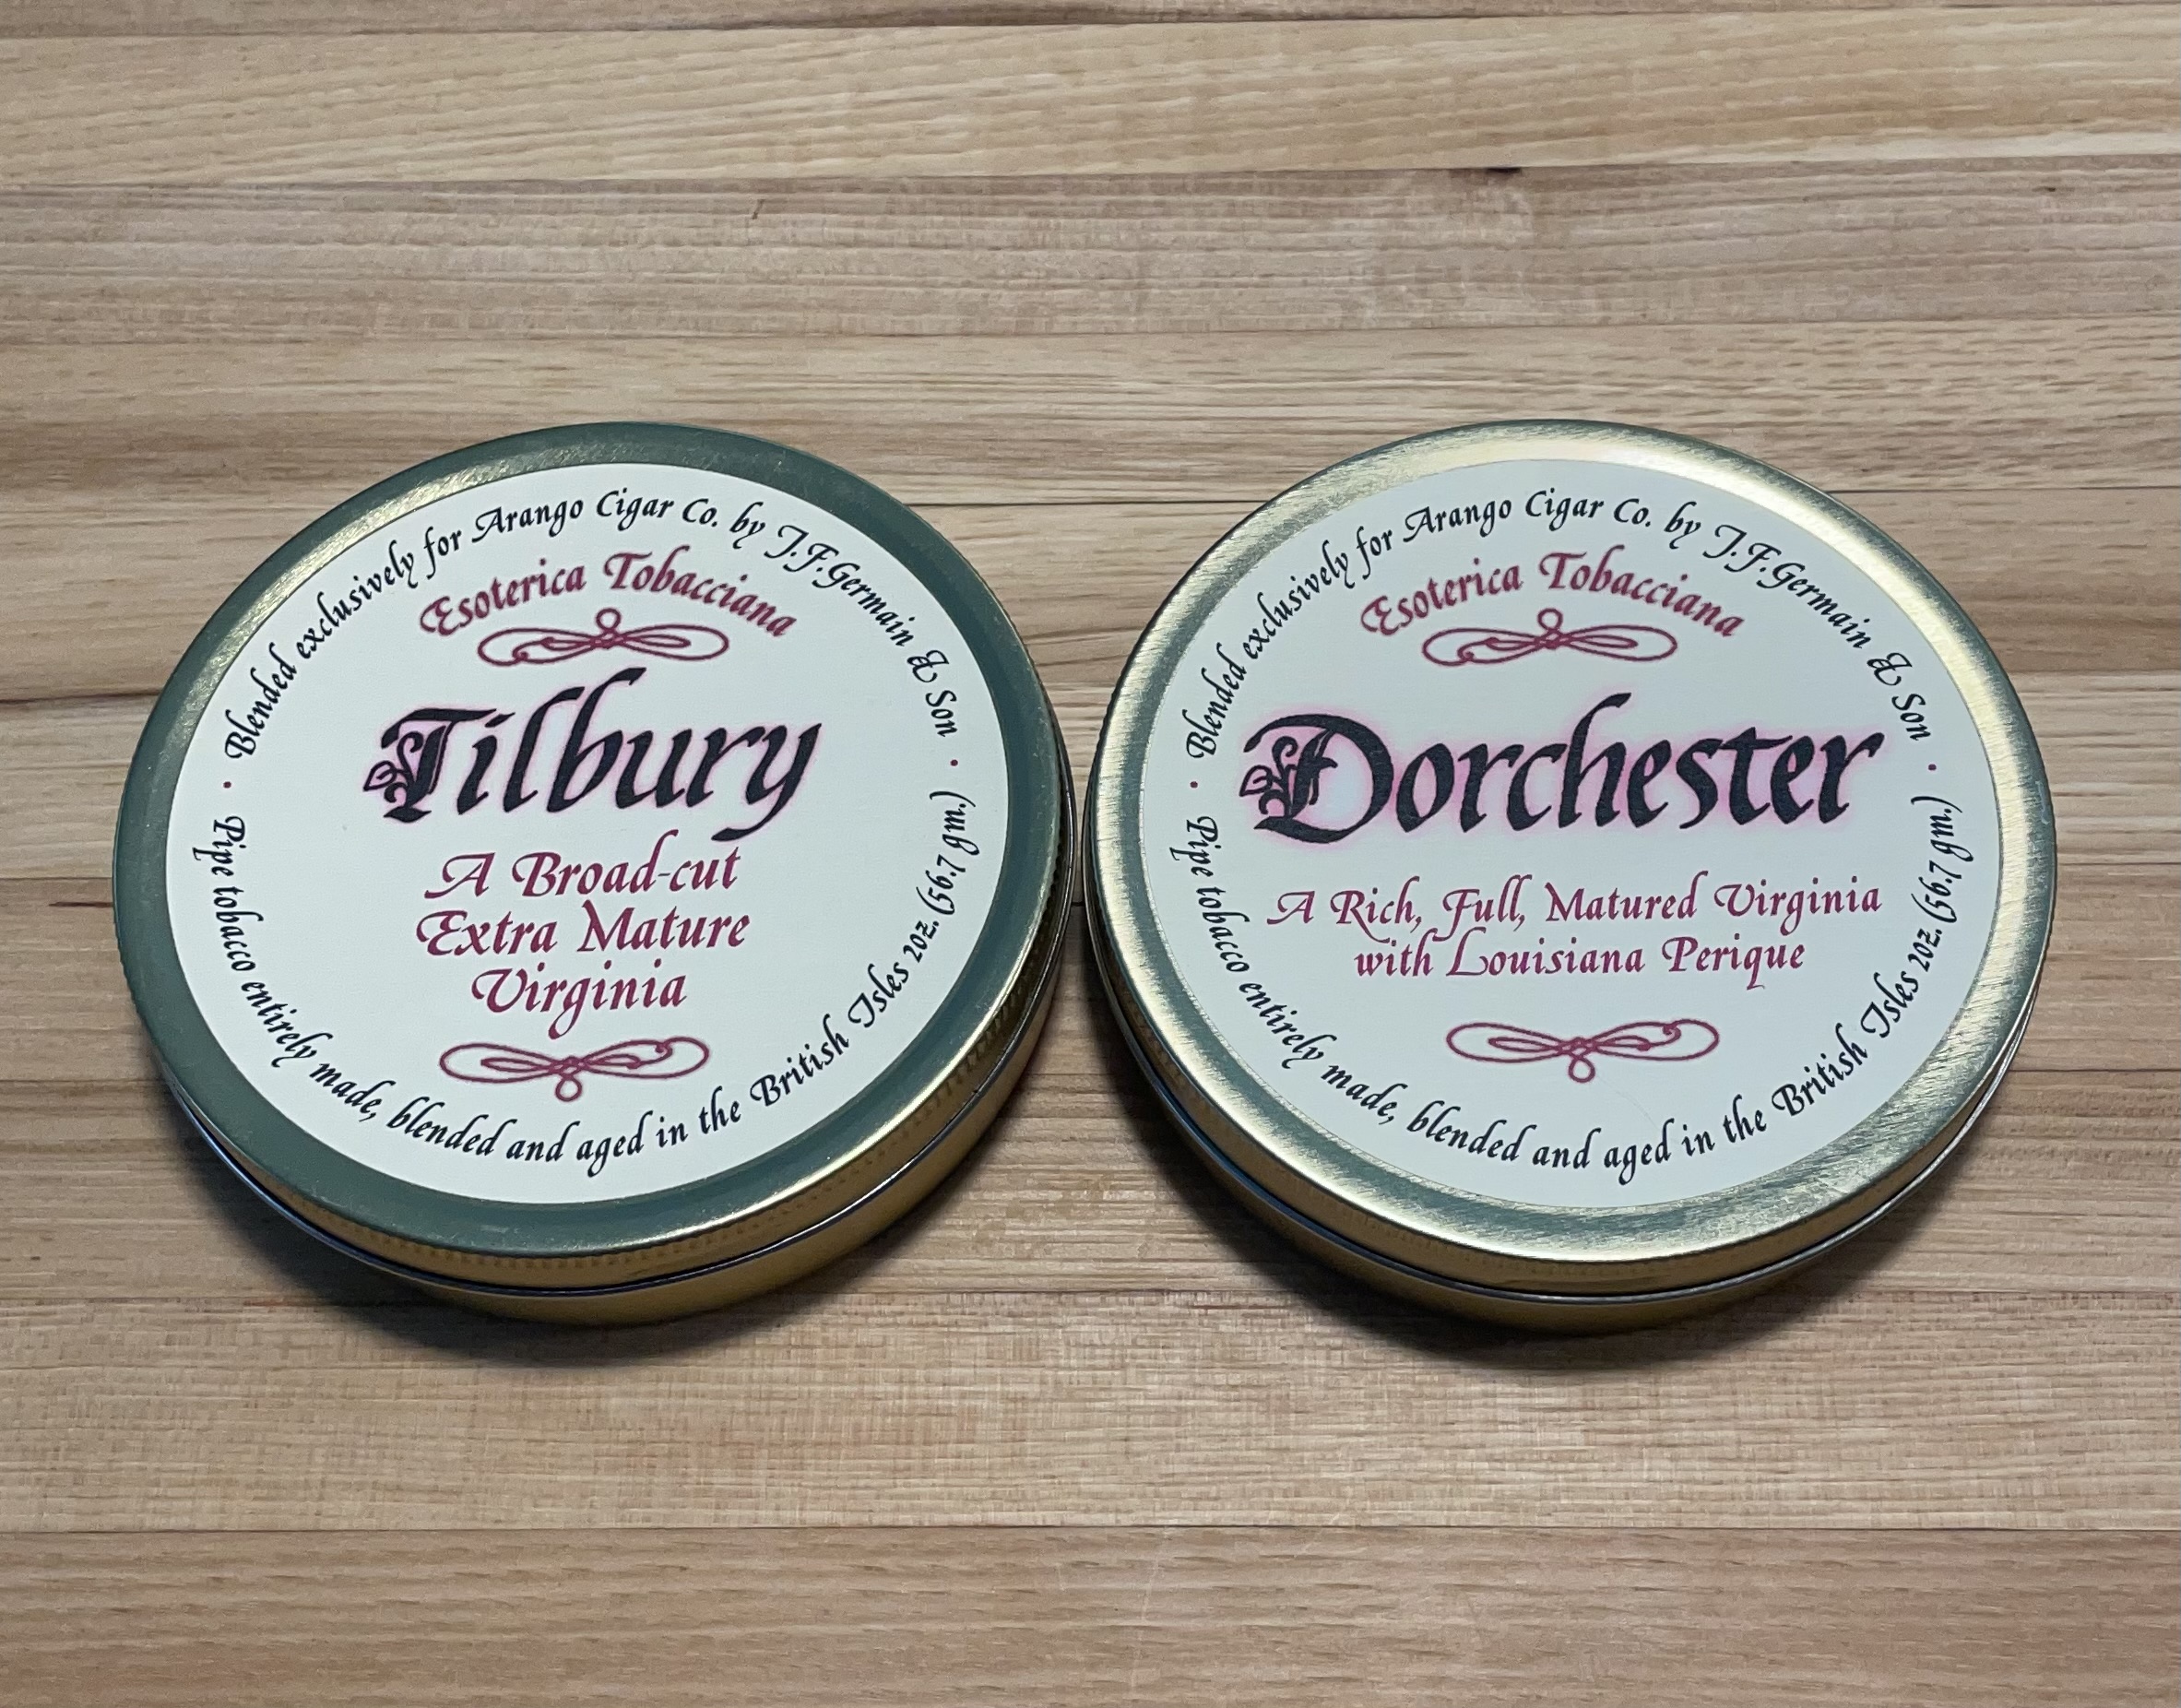 Blended exclusively for Arango Cigar Co. by J.F.Germain & Son
Esoterica Tobacciana
Tilbury
A Broad-cut
Extra Mature
Virginia
Pipe tobacco entirely made, blended and aged in the British Isles 2oz. (56.7 gm.)
Blended exclusively for Arango Cigar Co. by J.F.Germain & Son
Esoterica Tobacciana
Dorchester
A Rich, Full, Matured Virginia
with Louisiana Perique
Pipe tobacco entirely made, blended and aged in the British Isles 2oz. (56.7 gm.)